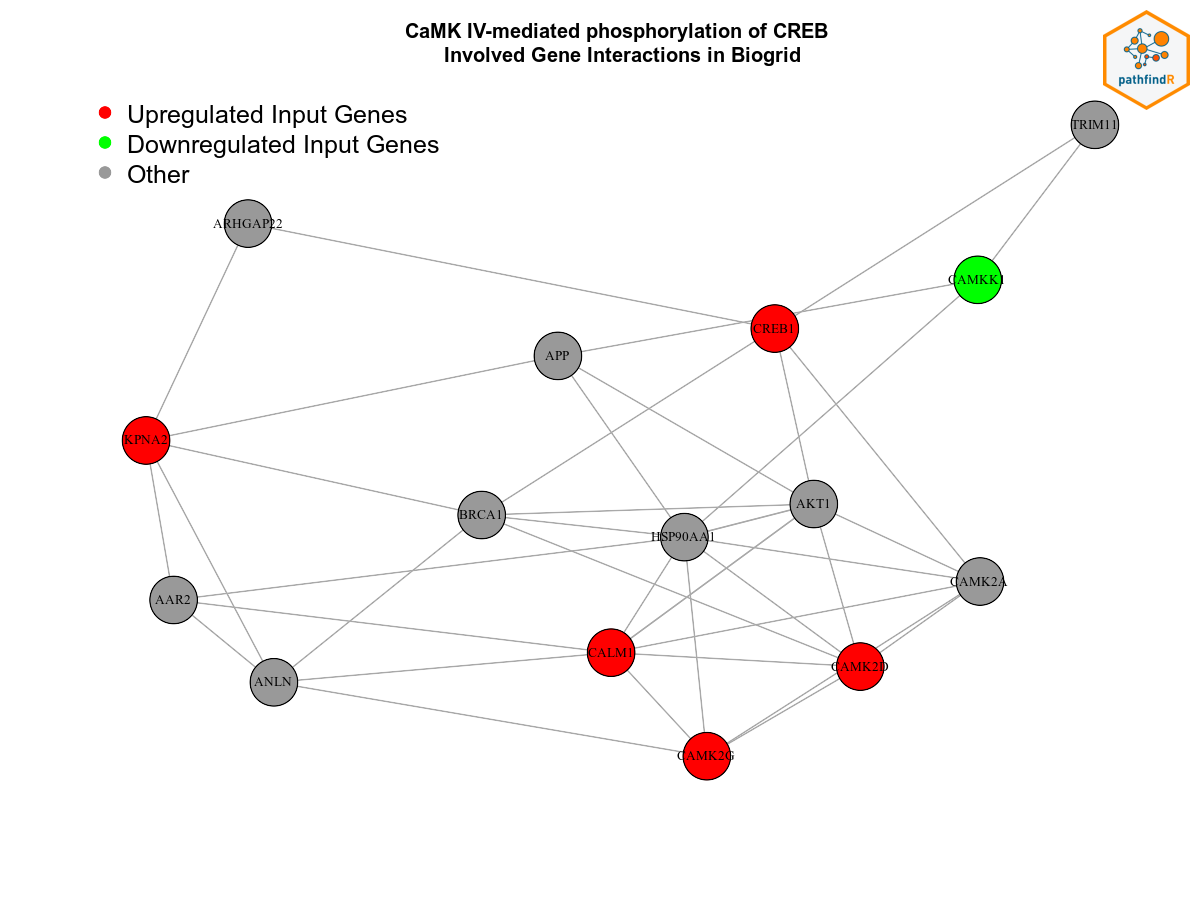 CaMK IV-mediated phosphorylation of CREB
Involved Gene Interactions in Biogrid
pathfindR
Upregulated Input Genes
Downregulated Input Genes
Other
TRIM11
ARHGAP22
CAMKK1
CREB1
APP
KPNA2
AKT1
BRCA1
HSP90AA1
CAMK2A
AAR2
CALM1
CAMK2D
ANLN
CAMK2G